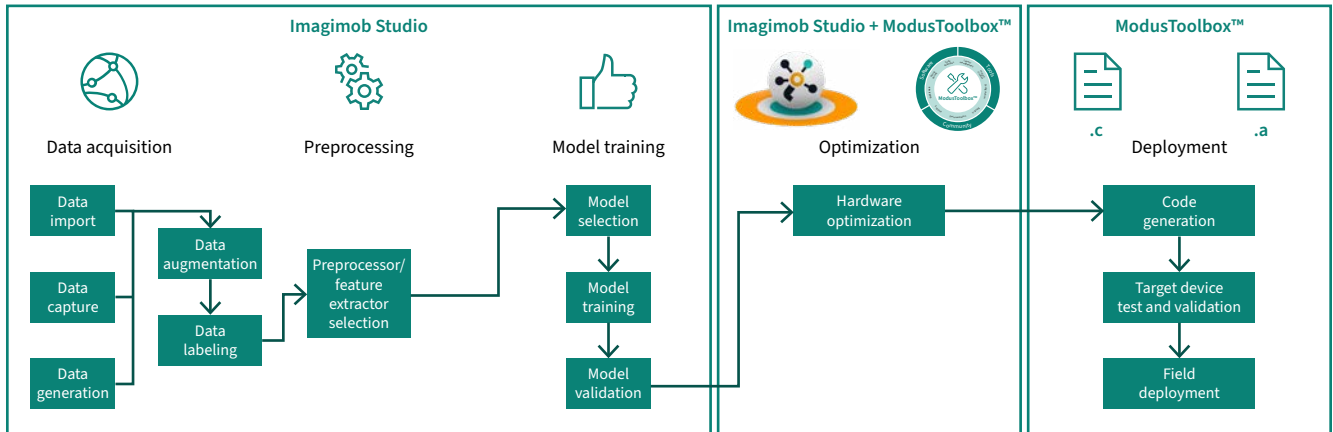 Imagimob Studio
Imagimob Studio + ModusToolbox™
ModusToolbox™
ModusToolbox™
Community
.c
.a
Data acquisition
Preprocessing
Model training
Optimization
Deployment
Data
import
Data
capture
Data
generation
Data
augmentation
Data
labeling
Preprocessor/
feature
extractor
selection
Model
selection
Model
training
Model
validation
Hardware
optimization
Code
generation
Target device
test and validation
Field
deployment